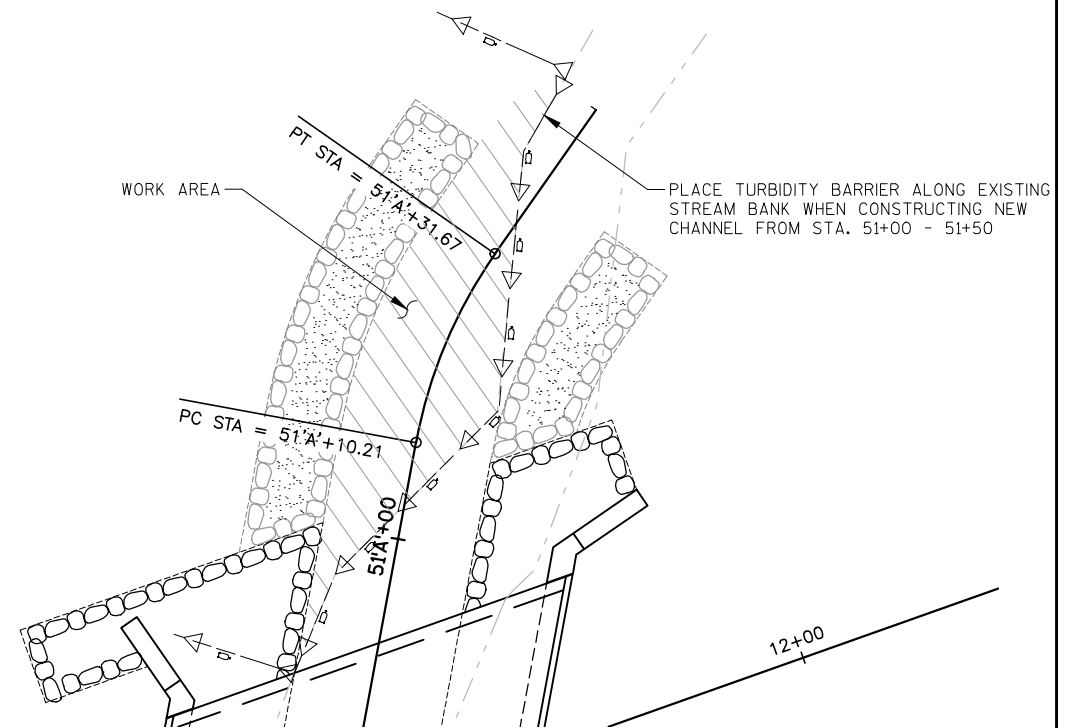 PT STA = 51'A'+31.67
WORK AREA
PLACE TURBIDITY BARRIER ALONG EXISTING
STREAM BANK WHEN CONSTRUCTING NEW
CHANNEL FROM STA. 51+00 - 51+50
PC STA = 51'A'+10.21
51'A'+00
12+00